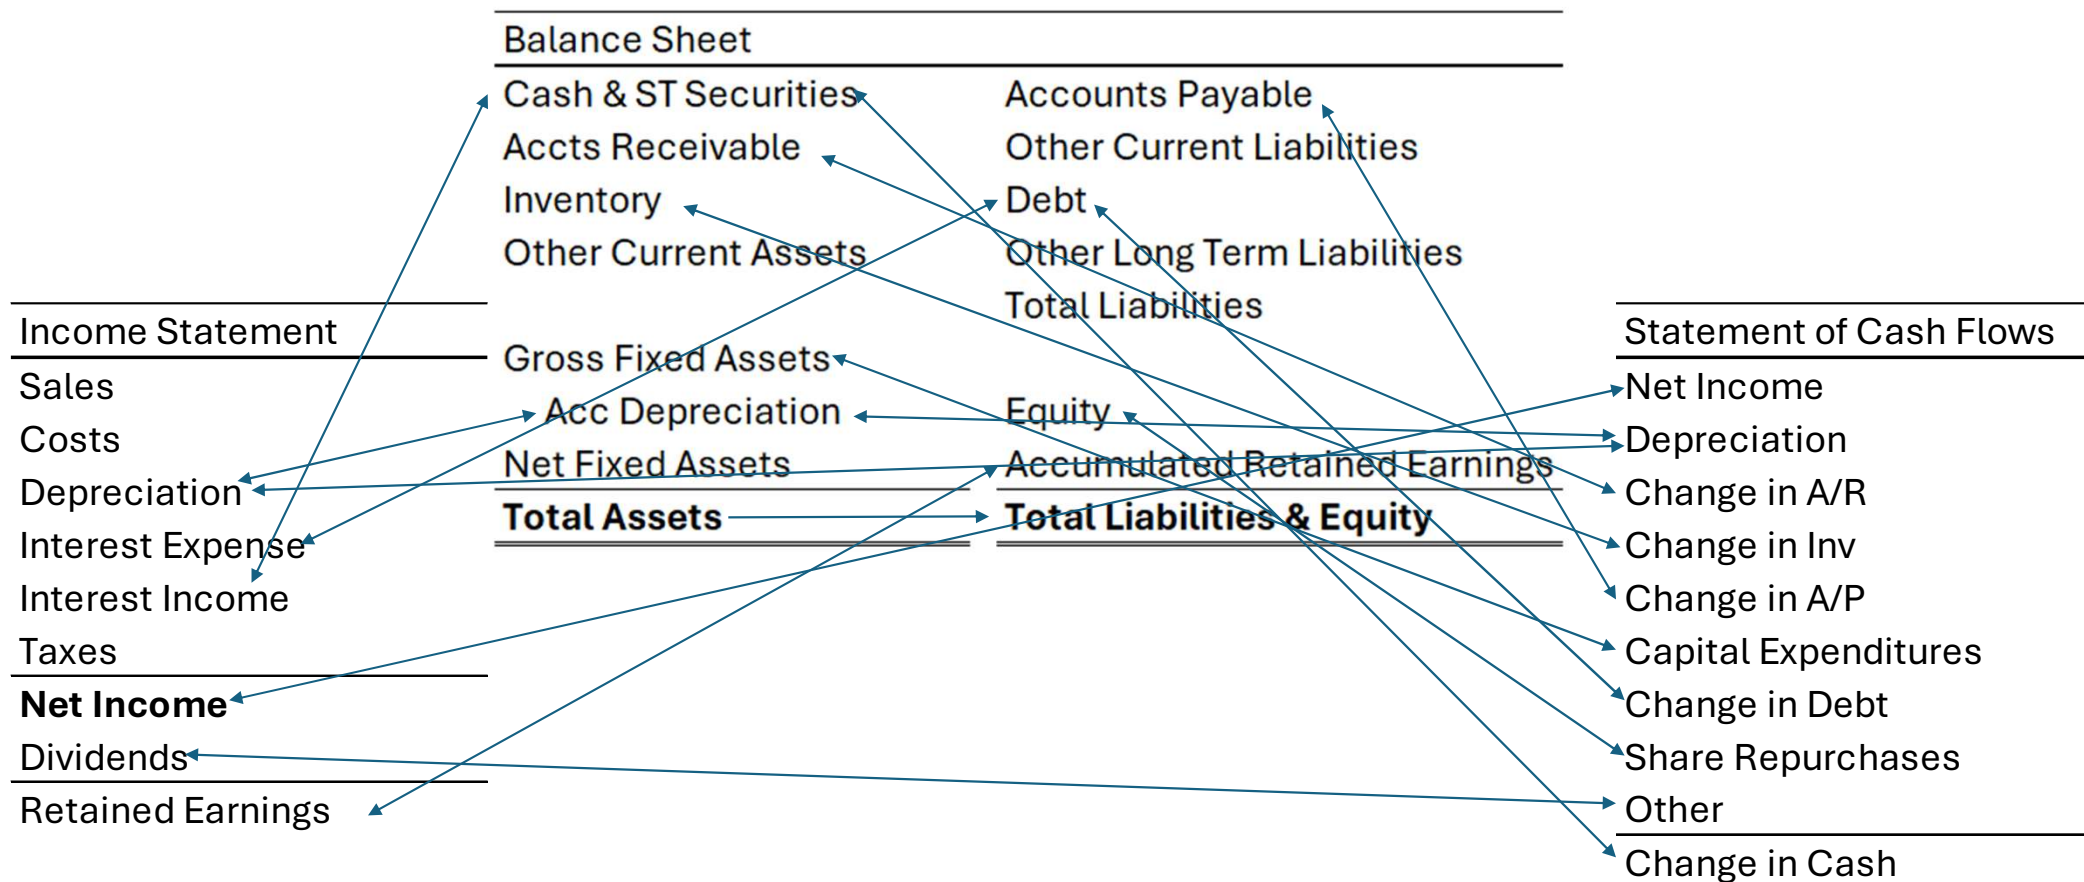 Balance Sheet
Cash & ST Securities
Accounts Payable
Accts Receivable
Other Current Liabilities
Inventory
Debt
Other Current Assets
Other Long Term Liabilities
Total Liabilities
Gross Fixed Assets
Acc Depreciation
Equity
Net Fixed Assets
Accumulated Retained Earnings
Total Assets
Total Liabilities & Equity
Income Statement
Sales
Costs
Depreciation
Interest Expense
Interest Income
Taxes
Net Income
Dividends
Retained Earnings
Statement of Cash Flows
Net Income
Depreciation
Change in A/R
Change in Inv
Change in A/P
Capital Expenditures
Change in Debt
Share Repurchases
Other
Change in Cash